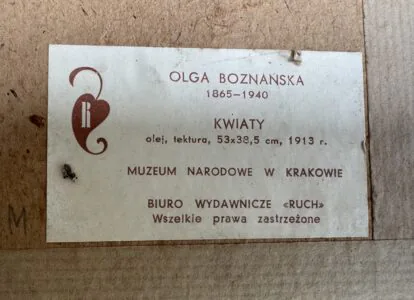 OLGA BOZNAŃSKA
1865—1940
KWIATY
olej, tektura, 53x38,5 cm, 1913 r.
R
MUZEUM NARODOWE W KRAKOWIE
BIURO WYDAWNICZE «RUCH»
Wszelkie prawa zastrzeżone
M